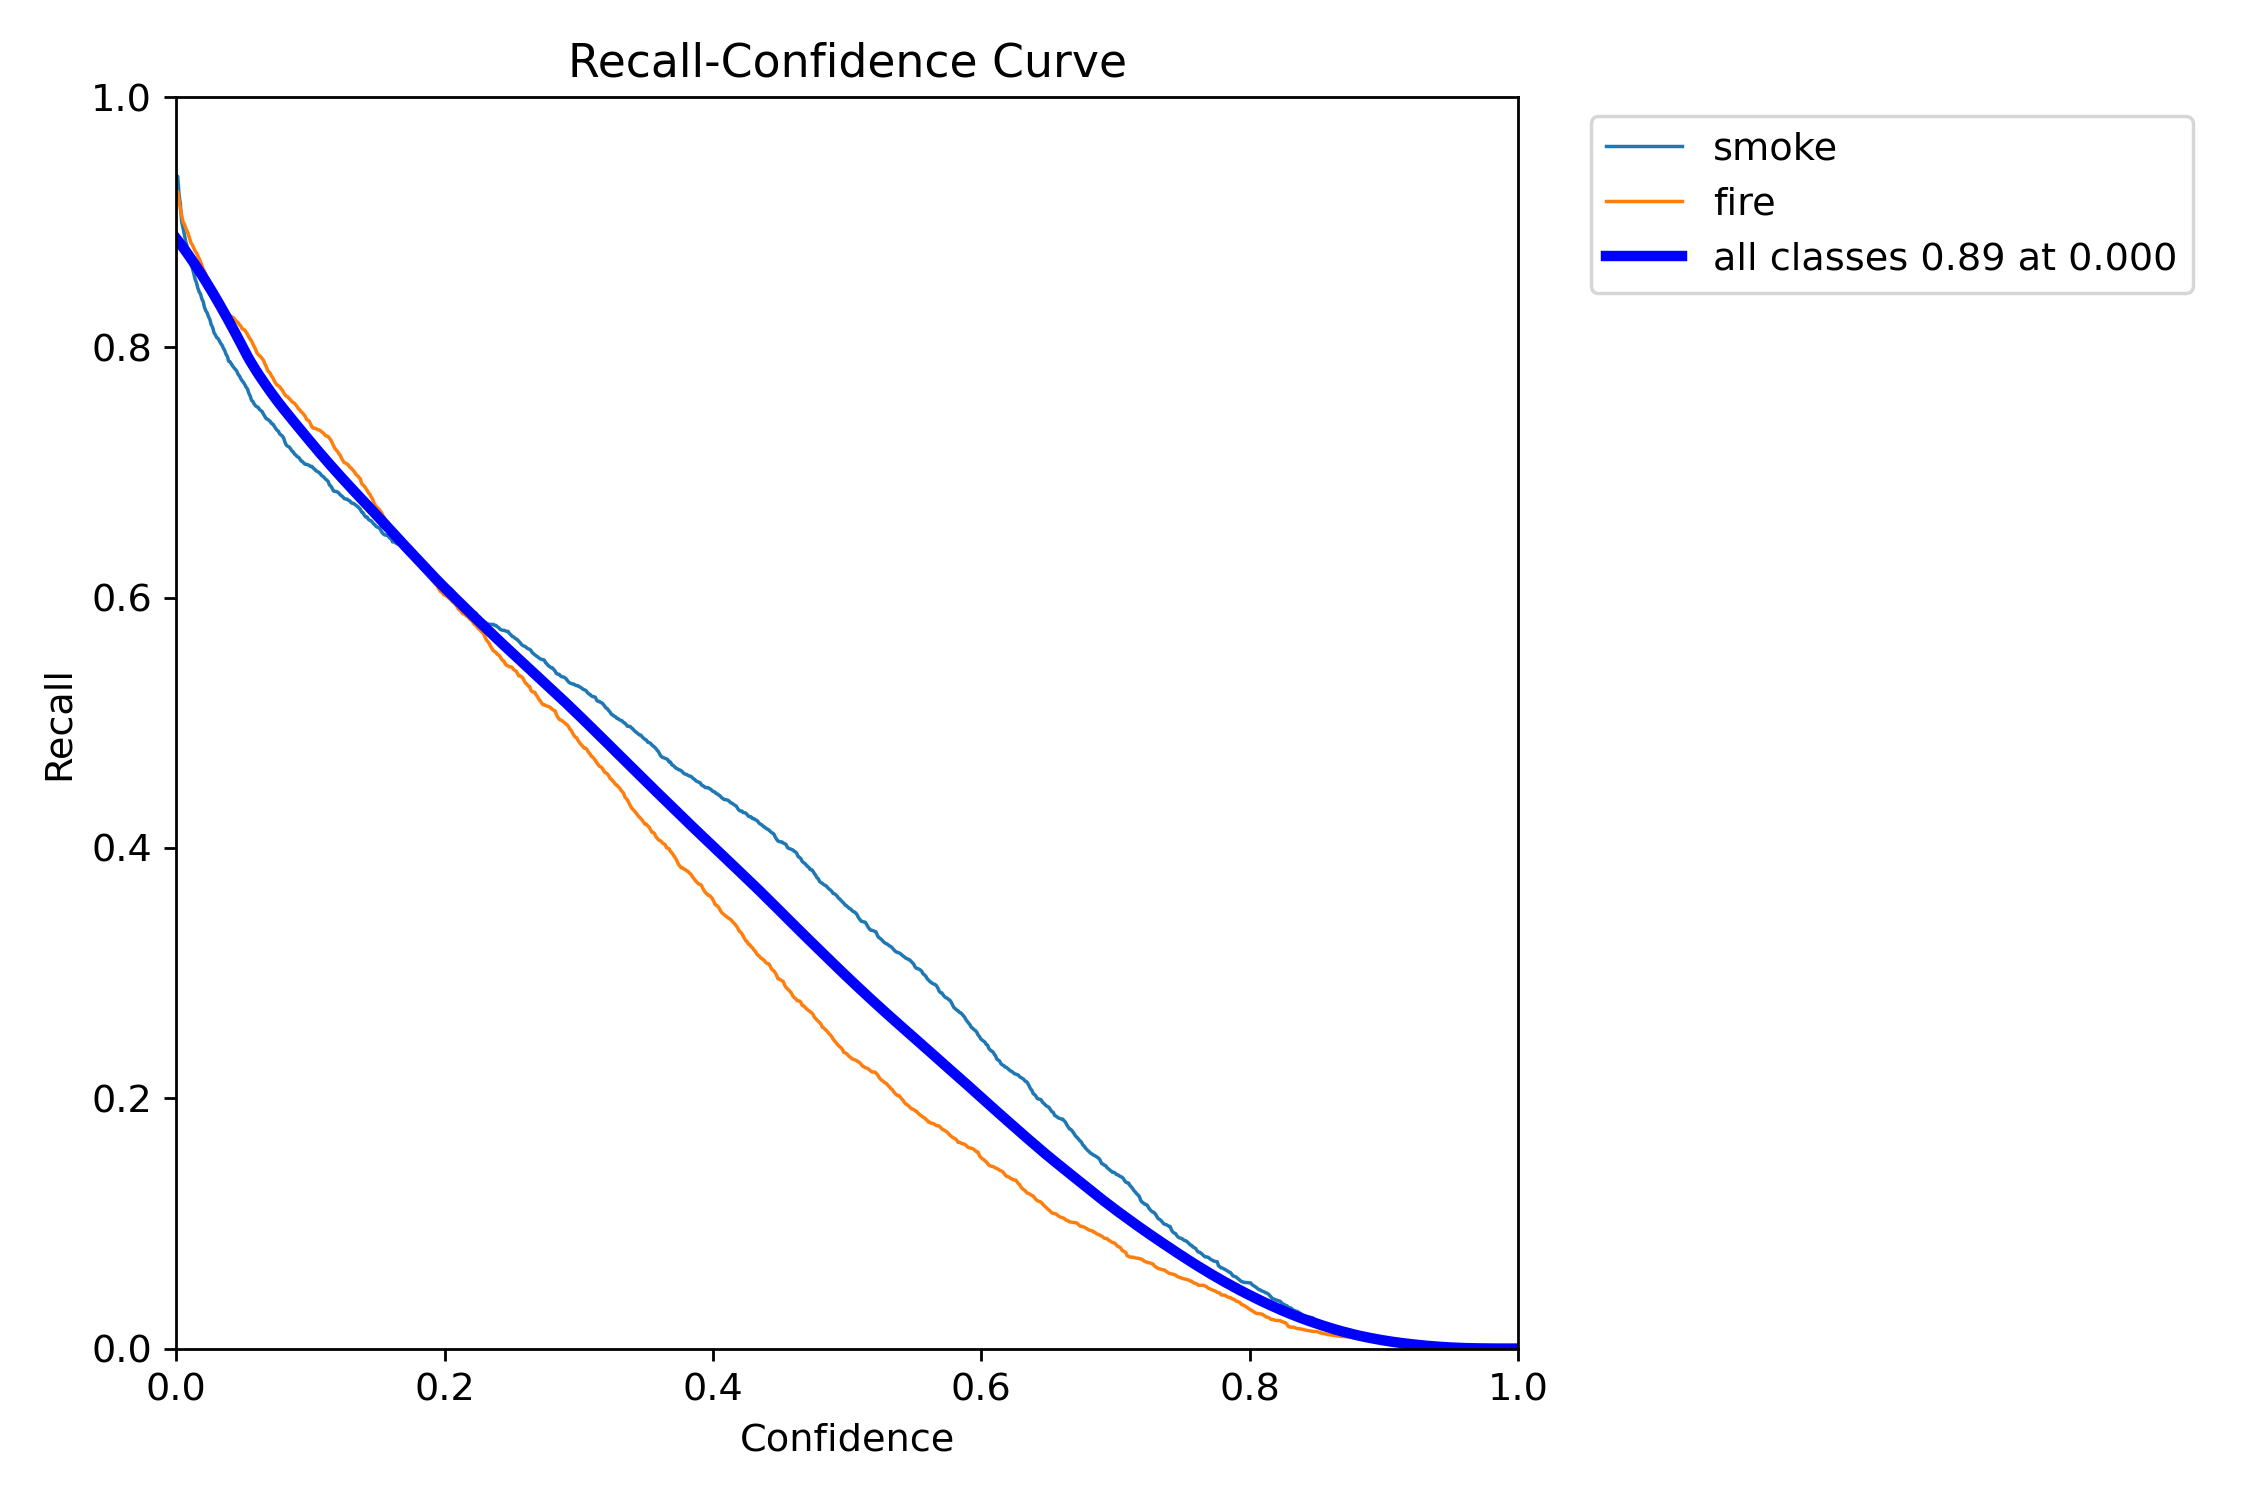 Recall-Confidence Curve
1.0
0.8
0.6
0.4
0.2
0.0
Recall
0.0 0.2 0.4 0.6 0.8 1.0
Confidence
smoke
fire
all classes 0.89 at 0.000